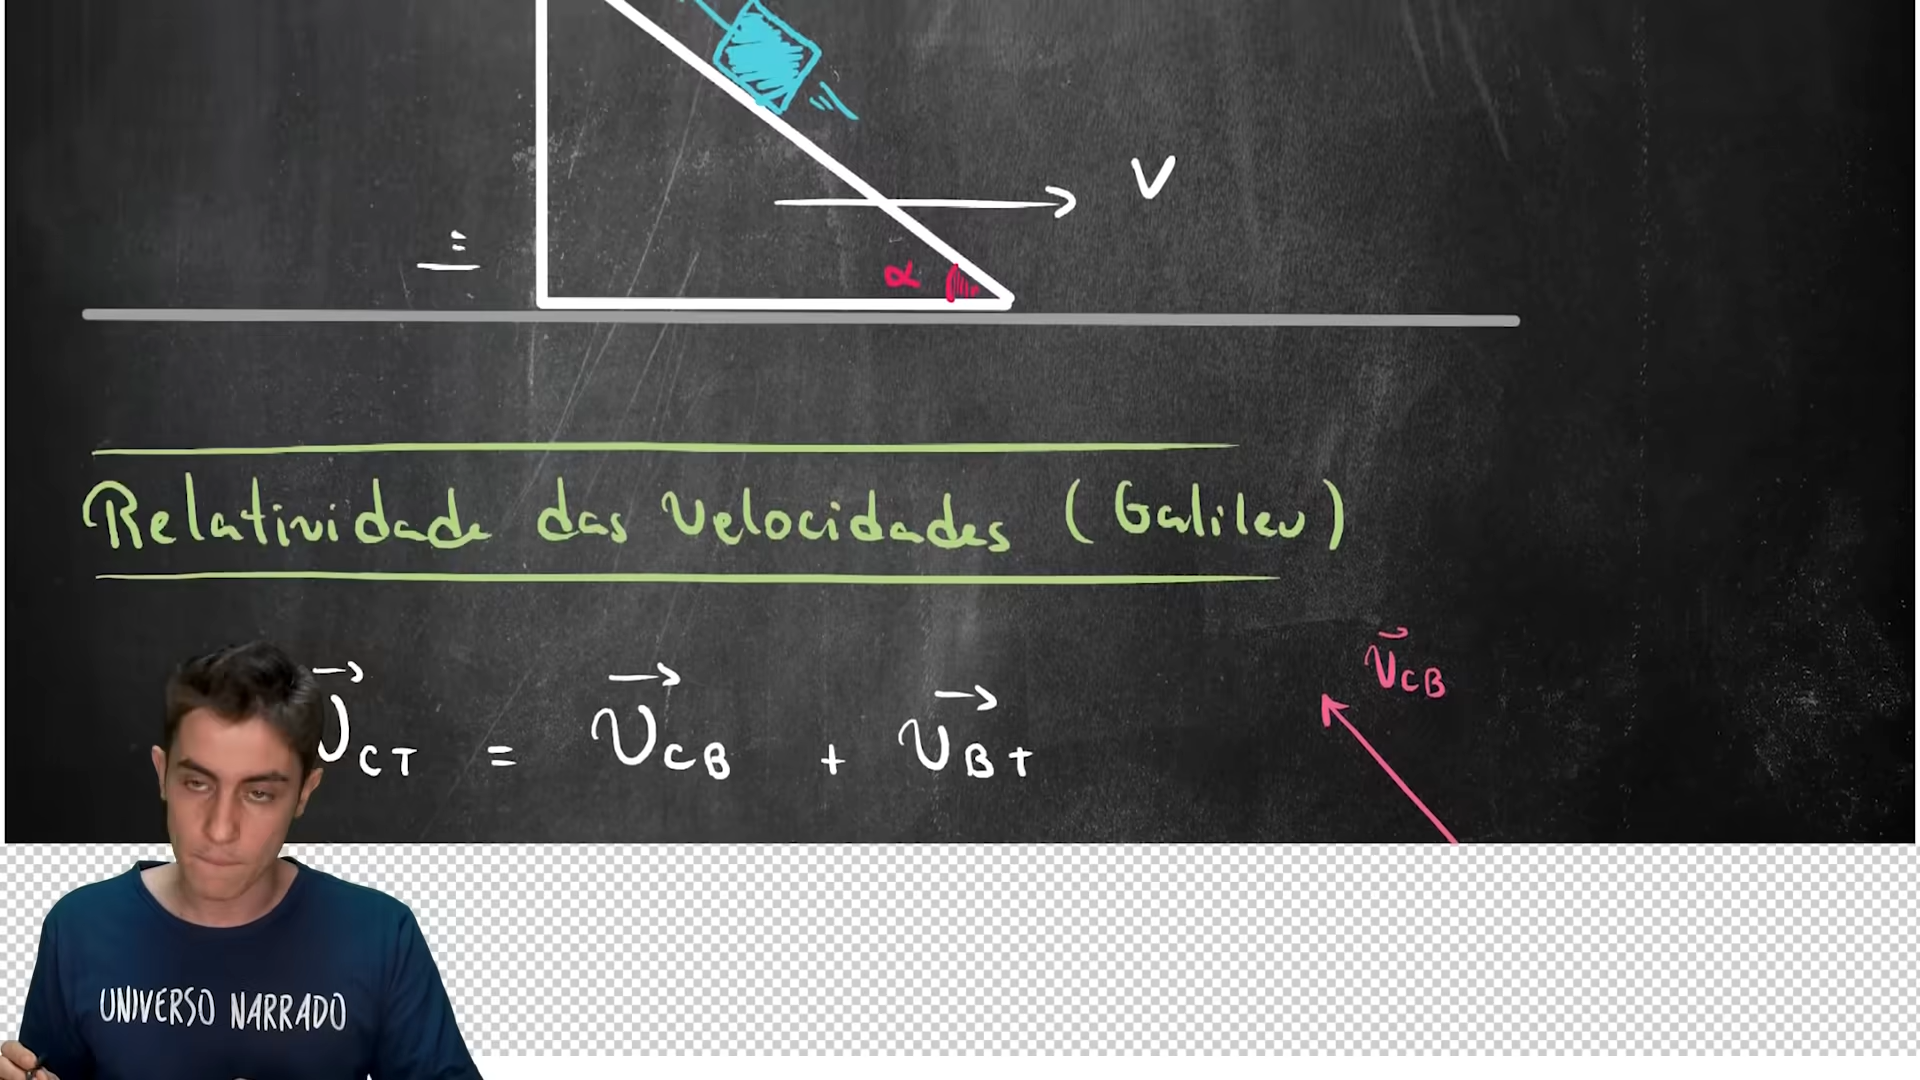 V
α
Relatividade das Velocidades (Galileu)
V⃗CB
V⃗CT = V⃗CB + V⃗BT
UNIVERSO NARRADO